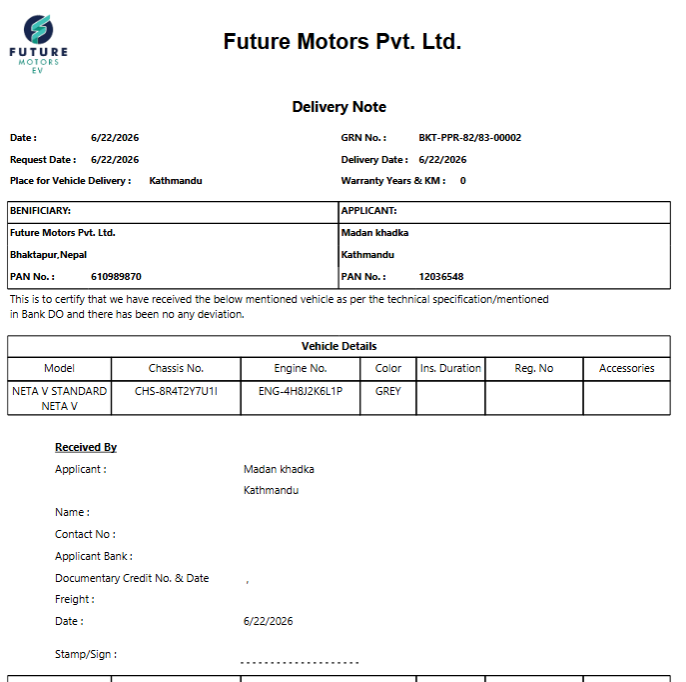 FUTURE
MOTORS
EV
Future Motors Pvt. Ltd.
Delivery Note
Date : 6/22/2026 GRN No. : BKT-PPR-82/83-00002
Request Date : 6/22/2026 Delivery Date : 6/22/2026
Place for Vehicle Delivery : Kathmandu Warranty Years & KM : 0
BENIFICIARY: APPLICANT:
Future Motors Pvt. Ltd. Madan khadka
Bhaktapur,Nepal Kathmandu
PAN No. : 610989870 PAN No. : 12036548
This is to certify that we have received the below mentioned vehicle as per the technical specification/mentioned
in Bank DO and there has been no any deviation.
Vehicle Details
Model Chassis No. Engine No. Color Ins. Duration Reg. No Accessories
NETA V STANDARD CHS-8R4T2Y7U1I ENG-4H8J2K6L1P GREY
NETA V
Received By
Applicant : Madan khadka
Kathmandu
Name :
Contact No :
Applicant Bank :
Documentary Credit No. & Date ,
Freight :
Date : 6/22/2026
Stamp/Sign : - - - - - - - - - - - - - - - - - - - -